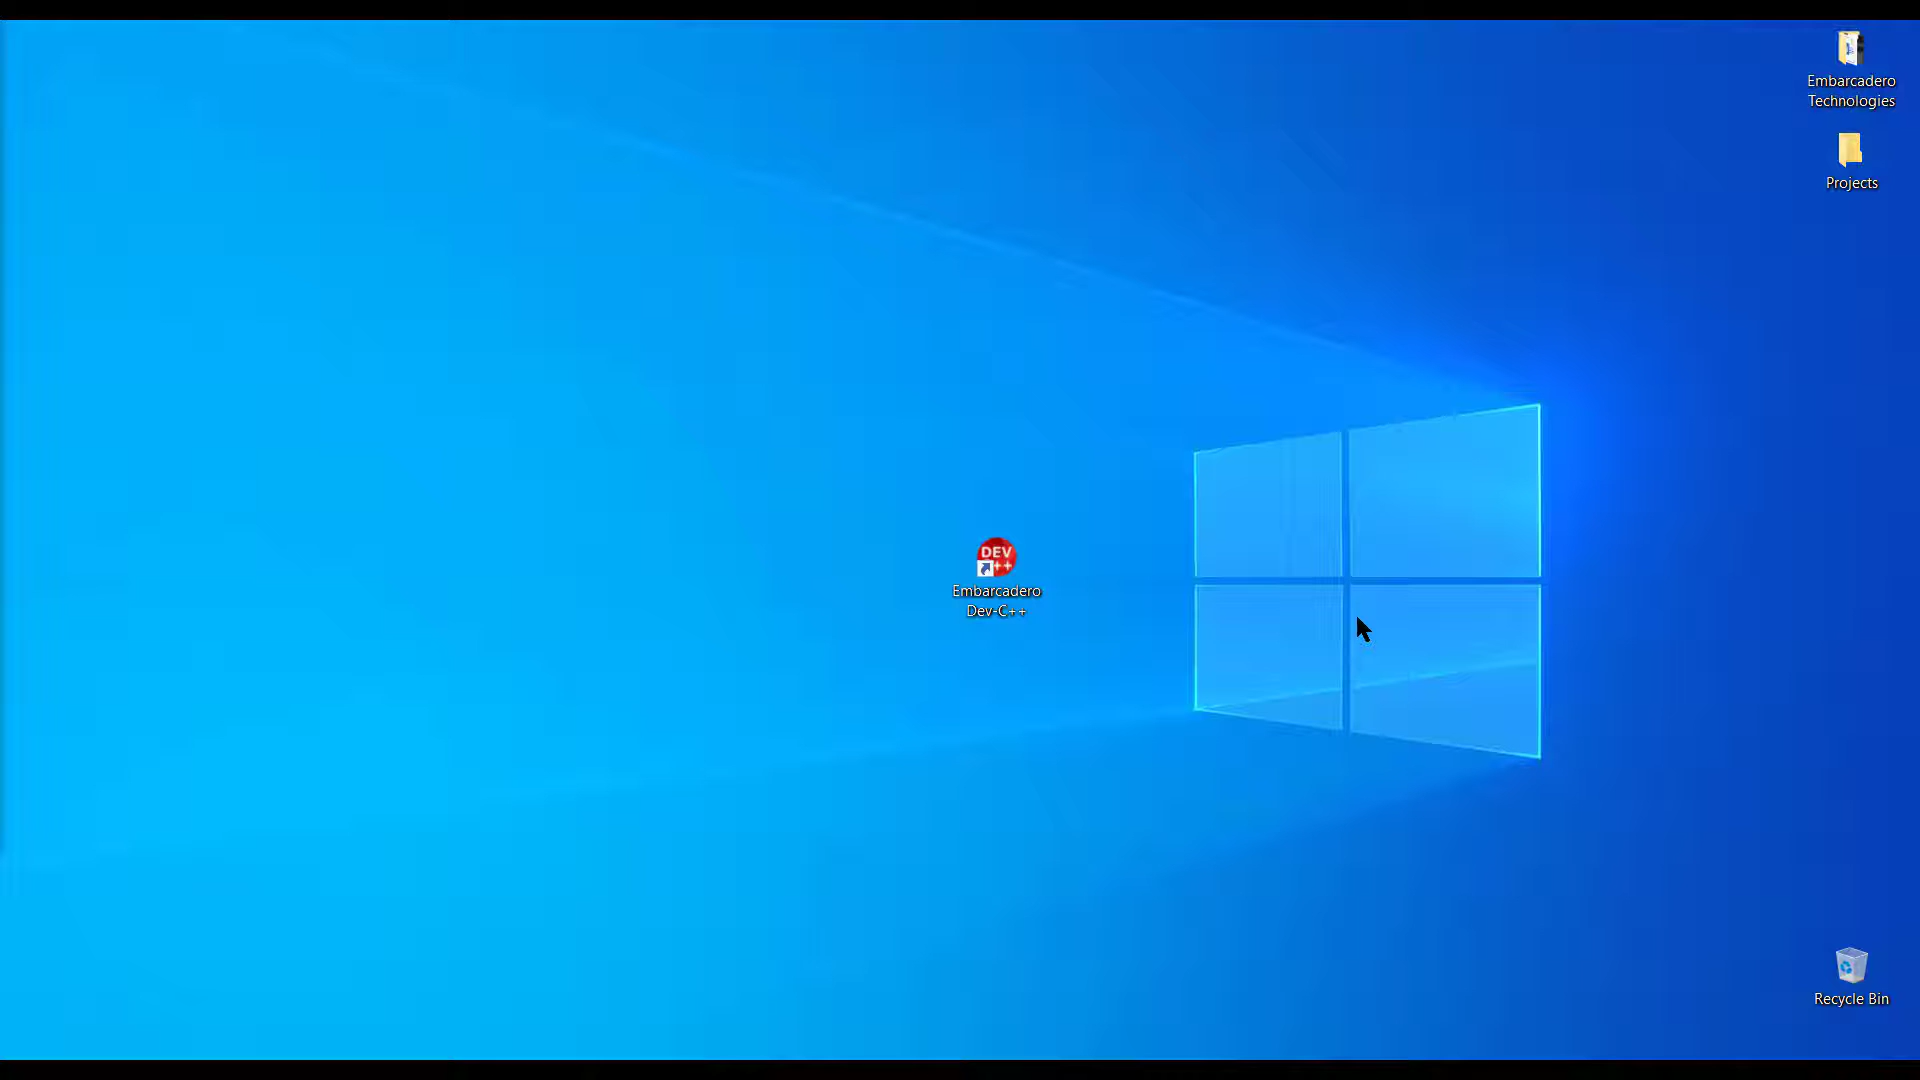 Embarcadero
Technologies
Projects
DEV
++
Embarcadero
Dev-C++
Recycle Bin